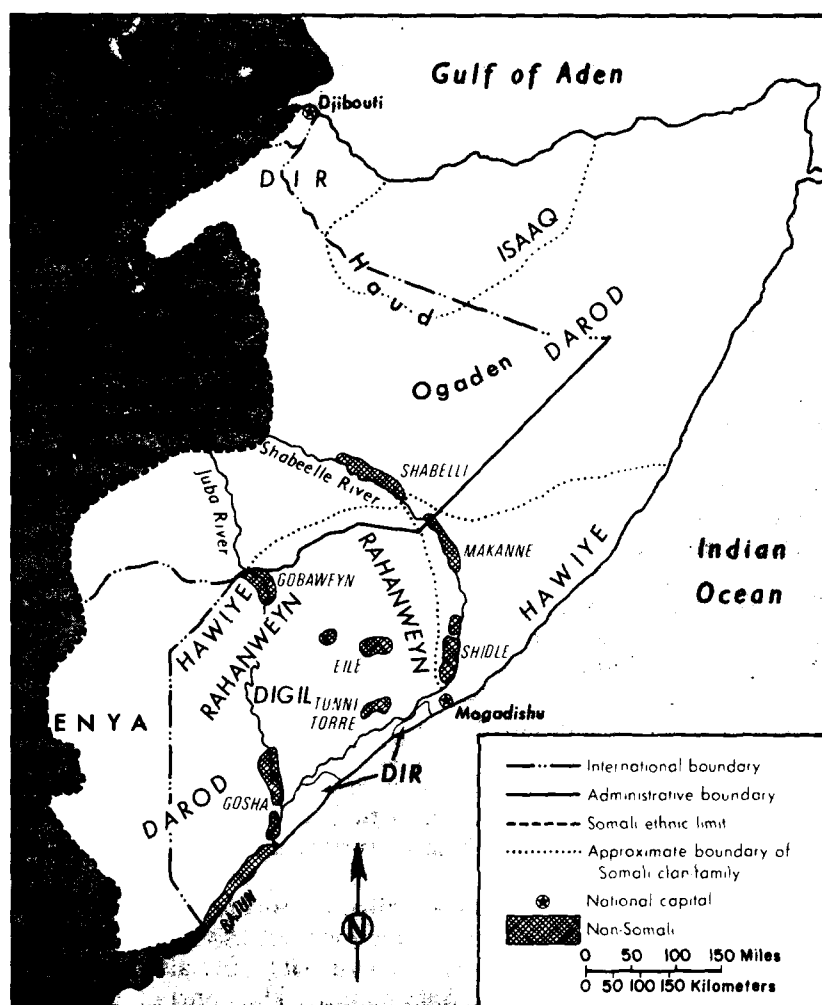 Gulf of Aden
Djibouti
DIR
ISAAQ
Haud
DAROD
Ogaden
Shabeelle River
SHABELLI
Juba River
MAKANNE
Indian
Ocean
GOBAWEYN
HAWIYE
RAHANWEYN
RAHANWEYN
HAWIYE
EILE
SHIDLE
DIGIL
TUNNI
TORRE
Mogadishu
ENYA
DIR
DAROD
GOSHA
BAJUN
N
International boundary
Administrative boundary
Somali ethnic limit
Approximate boundary of
Somali clan-family
National capital
Non-Somali
0 50 100 150 Miles
0 50 100 150 Kilometers